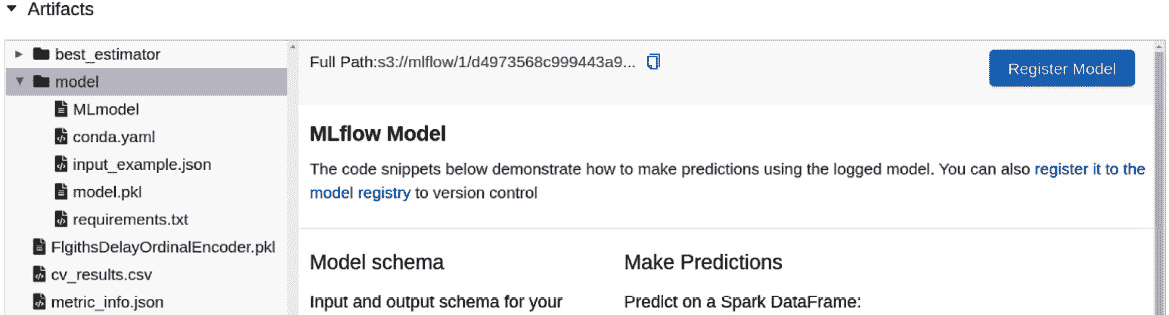 Artifacts
best_estimator
model
MLmodel
conda.yaml
input_example.json
model.pkl
requirements.txt
FlgithsDelayOrdinalEncoder.pkl
cv_results.csv
metric_info.json
Full Path:s3://mlflow/1/d4973568c999443a9...
Register Model
MLflow Model
The code snippets below demonstrate how to make predictions using the logged model. You can also register it to the
model registry to version control
Model schema
Input and output schema for your
Make Predictions
Predict on a Spark DataFrame: